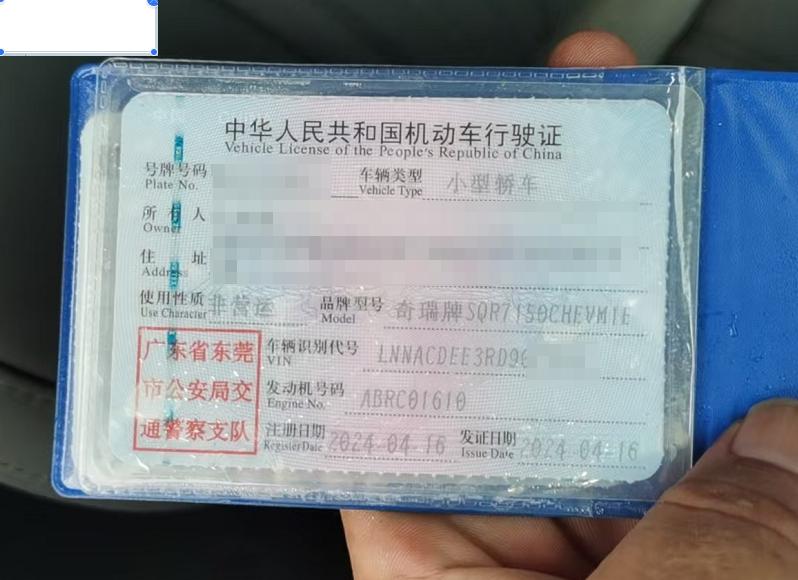 中华人民共和国机动车行驶证
Vehicle License of the People's Republic of China
号牌号码 车辆类型 小型轿车
Plate No. Vehicle Type
所有人
Owner
住址
Address
使用性质 非营运 品牌型号 奇瑞牌SQR7150CHEVM1E
Use Character Model
广东省东莞
市公安局交
通警察支队
车辆识别代号 LNNACDEE3RD9
VIN
发动机号码 ABRC01610
Engine No.
注册日期 2024-04-16 发证日期 2024-04-16
Register Date Issue Date